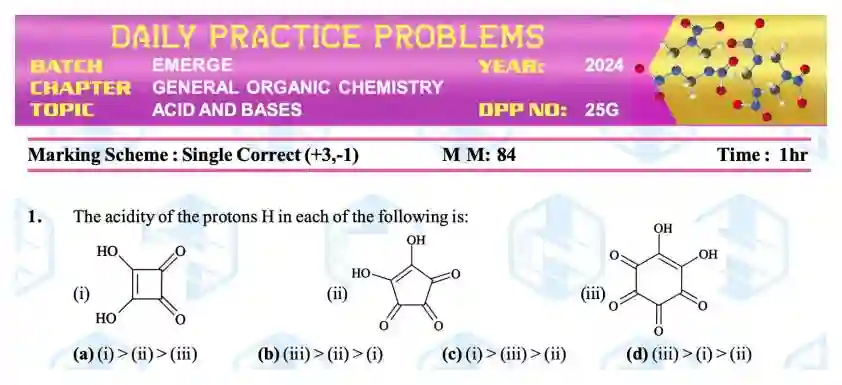 DAILY PRACTICE PROBLEMS
BATCH EMERGE YEAR: 2024
CHAPTER GENERAL ORGANIC CHEMISTRY
TOPIC ACID AND BASES DPP NO: 25G
Marking Scheme : Single Correct (+3,-1) M M: 84 Time : 1hr
1. The acidity of the protons H in each of the following is:
(i) HO O HO O (ii) OH HO O O O (iii) OH OH O O O O
(a) (i) > (ii) > (iii) (b) (iii) > (ii) > (i) (c) (i) > (iii) > (ii) (d) (iii) > (i) > (ii)